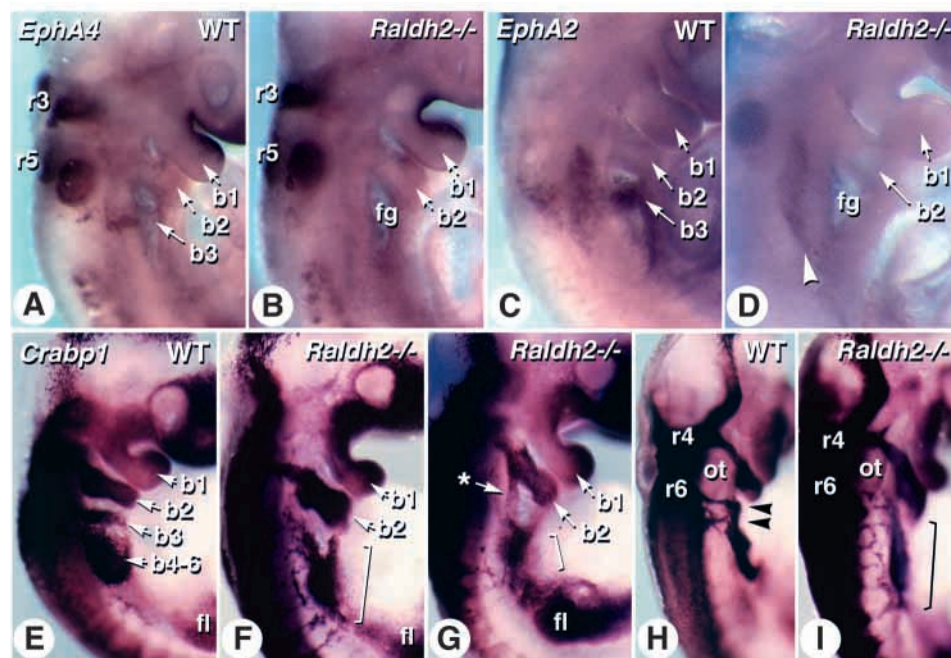 EphA4 WT
r3
r5
b1
b2
b3
A
Raldh2-/-
r3
r5
b1
b2
fg
B
EphA2 WT
b1
b2
b3
C
Raldh2-/-
b1
b2
fg
D
Crabp1 WT
b1
b2
b3
b4-6
fl
E
Raldh2-/-
b1
b2
fl
F
Raldh2-/-
*
b1
b2
fl
G
WT
r4
ot
r6
H
Raldh2-/-
r4
ot
r6
I